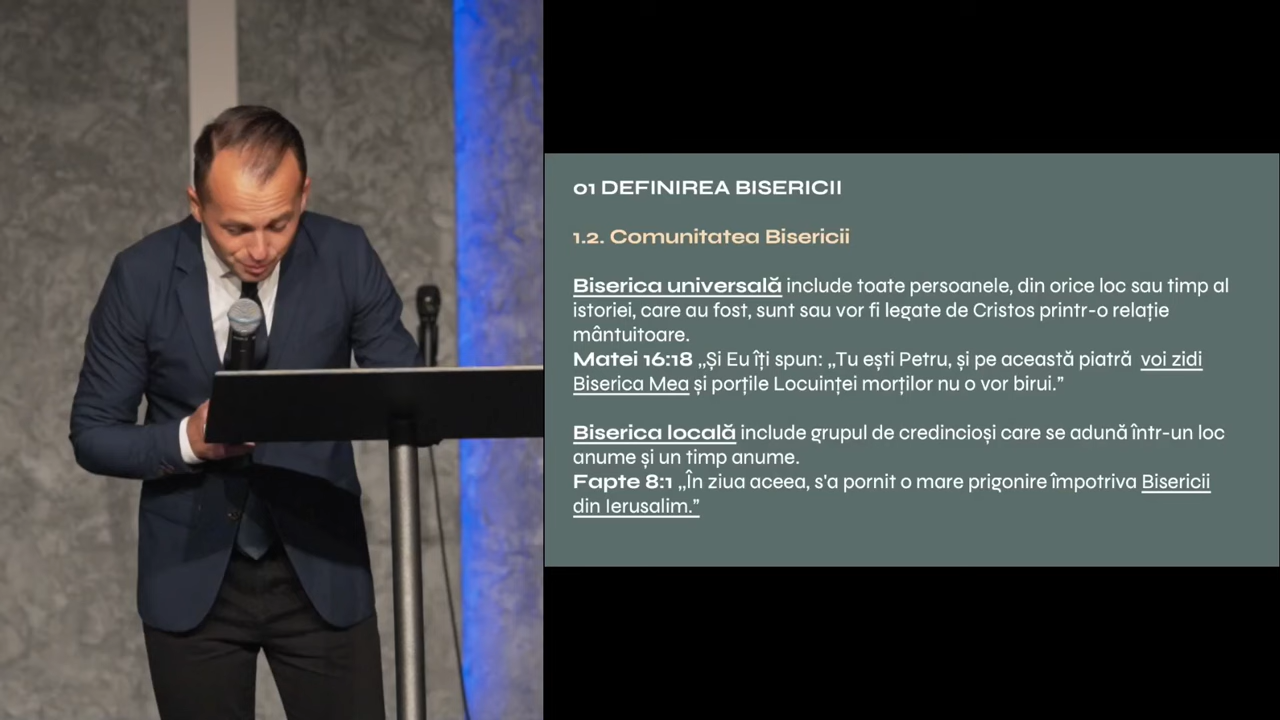 01 DEFINIREA BISERICII
1.2. Comunitatea Bisericii
Biserica universală include toate persoanele, din orice loc sau timp al
istoriei, care au fost, sunt sau vor fi legate de Cristos printr-o relație
mântuitoare.
Matei 16:18 „Și Eu îți spun: „Tu ești Petru, și pe această piatră voi zidi
Biserica Mea și porțile Locuinței morților nu o vor birui.”
Biserica locală include grupul de credincioși care se adună într-un loc
anume și un timp anume.
Fapte 8:1 „În ziua aceea, s'a pornit o mare prigonire împotriva Bisericii
din Ierusalim.”